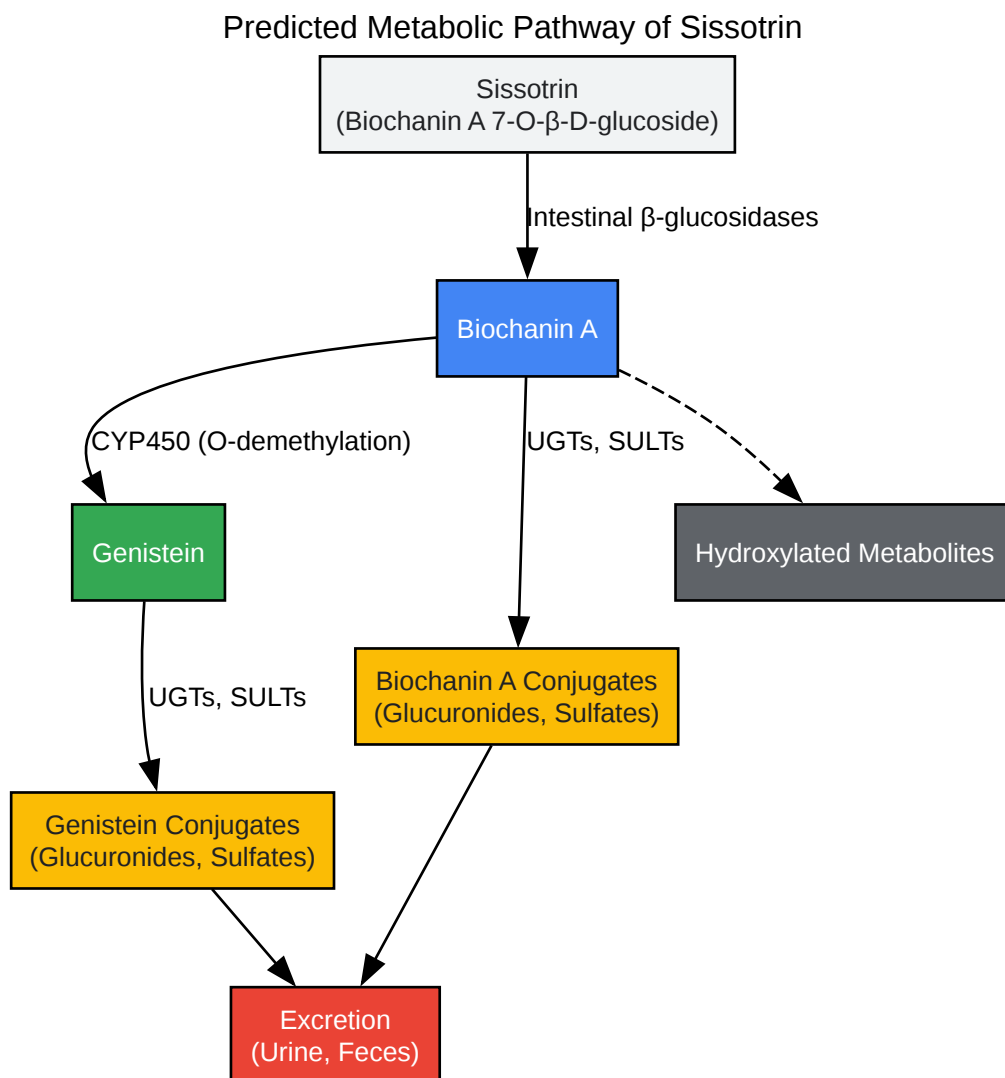 Predicted Metabolic Pathway of Sissotrin
Sissotrin
(Biochanin A 7-O-β-D-glucoside)
Intestinal β-glucosidases
Biochanin A
CYP450 (O-demethylation)
UGTs, SULTs
Genistein
Hydroxylated Metabolites
UGTs, SULTs
Biochanin A Conjugates
(Glucuronides, Sulfates)
Genistein Conjugates
(Glucuronides, Sulfates)
Excretion
(Urine, Feces)